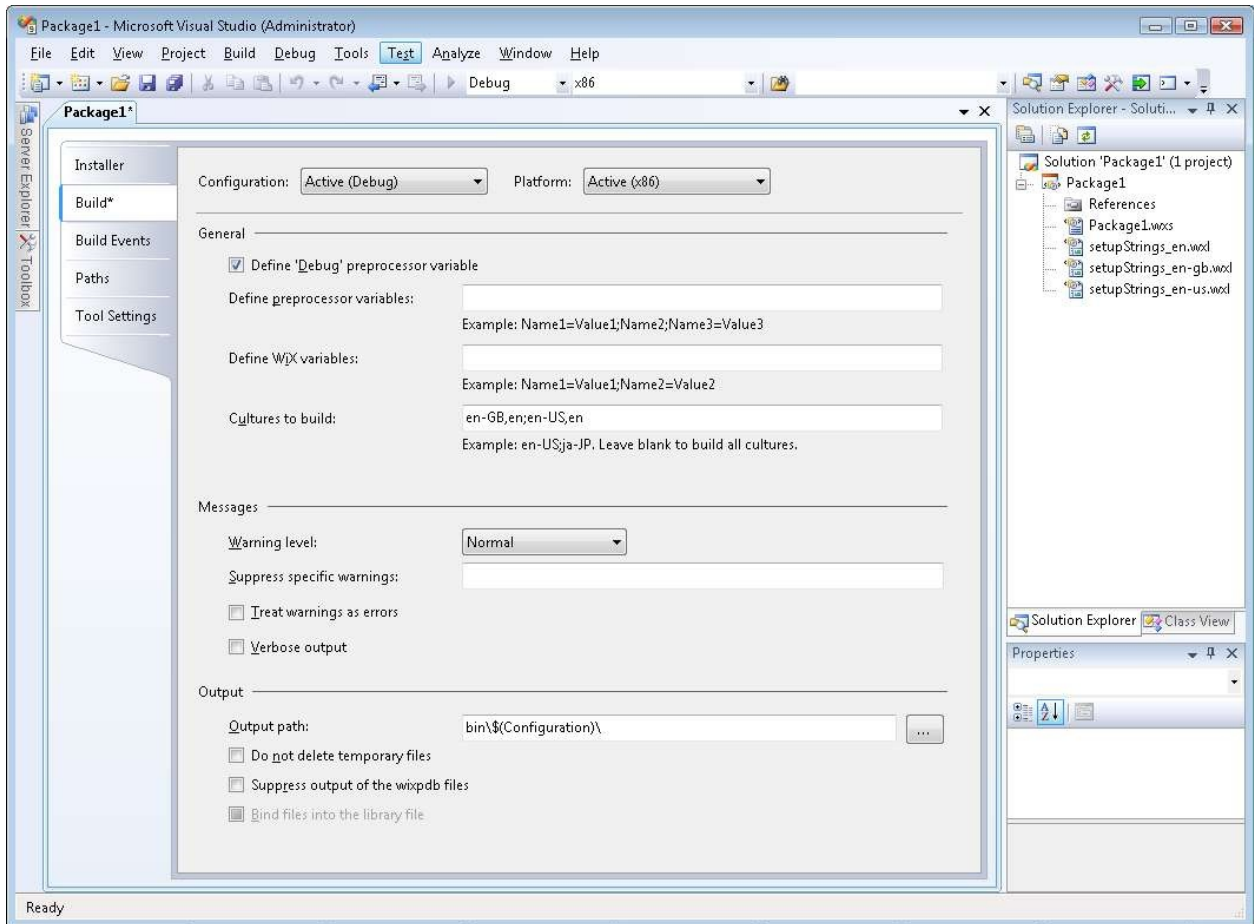 Package1 - Microsoft Visual Studio (Administrator)
File Edit View Project Build Debug Tools Test Analyze Window Help
Debug x86
Server Explorer
Toolbox
Package1*
Installer
Build*
Build Events
Paths
Tool Settings
Configuration: Active (Debug) Platform: Active (x86)
General
Define 'Debug' preprocessor variable
Define preprocessor variables:
Example: Name1=Value1;Name2;Name3=Value3
Define WiX variables:
Example: Name1=Value1;Name2=Value2
Cultures to build: en-GB,en;en-US,en
Example: en-US;ja-JP. Leave blank to build all cultures.
Messages
Warning level: Normal
Suppress specific warnings:
Treat warnings as errors
Verbose output
Output
Output path: bin\$(Configuration)\ ...
Do not delete temporary files
Suppress output of the wixpdb files
Bind files into the library file
Solution Explorer - Soluti...
Solution 'Package1' (1 project)
Package1
References
Package1.wxs
setupStrings_en.wxl
setupStrings_en-gb.wxl
setupStrings_en-us.wxl
Solution Explorer Class View
Properties
Ready